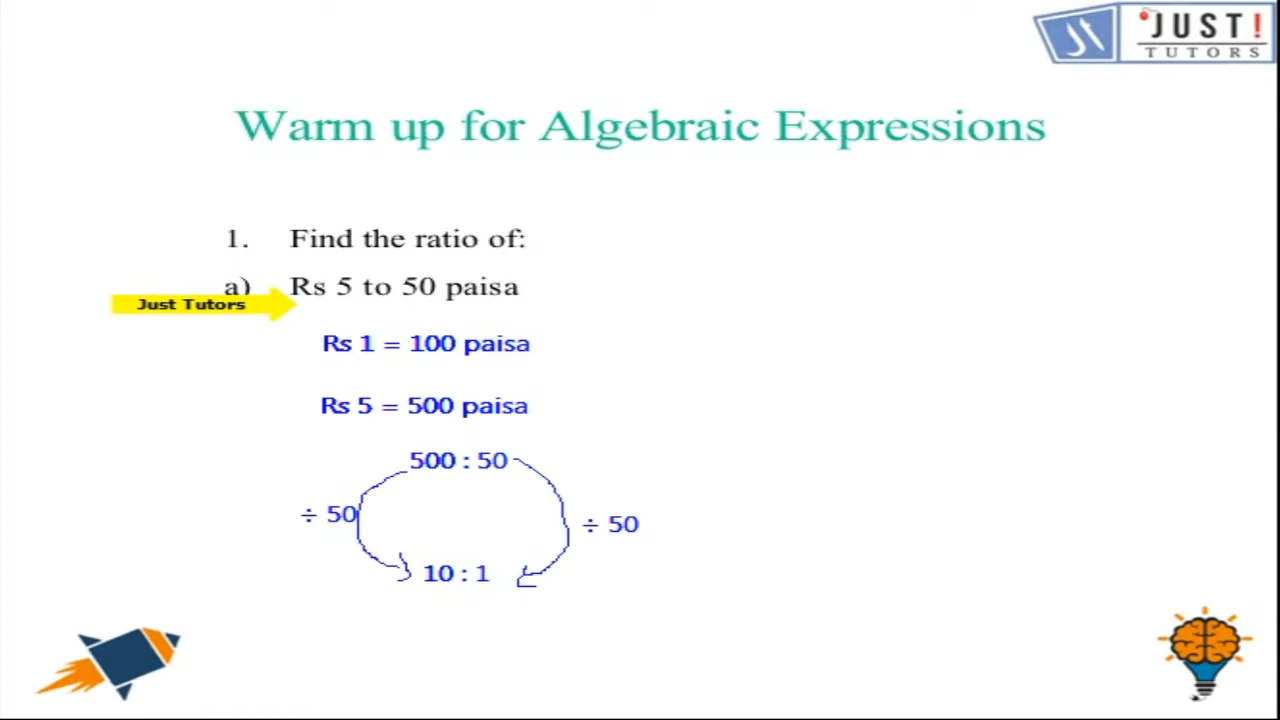 JUST!
TUTORS
Warm up for Algebraic Expressions
1. Find the ratio of:
a) Rs 5 to 50 paisa
Just Tutors
Rs 1 = 100 paisa
Rs 5 = 500 paisa
500 : 50
÷ 50
÷ 50
10 : 1